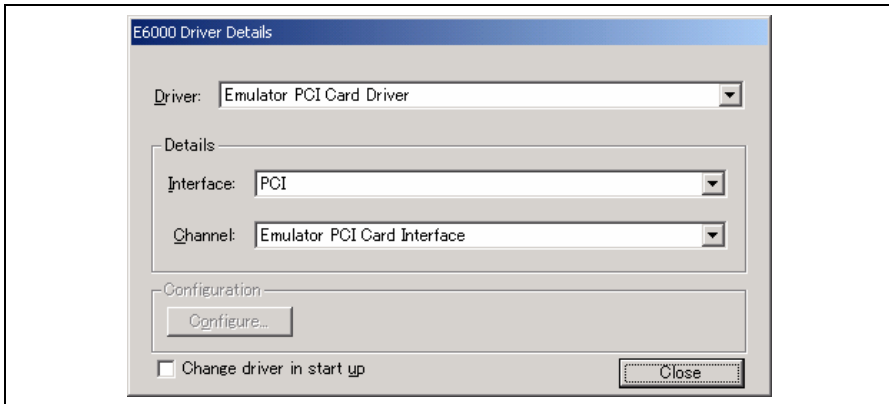 E6000 Driver Details
Driver: Emulator PCI Card Driver
Details
Interface: PCI
Channel: Emulator PCI Card Interface
Configuration
Configure...
Change driver in start up
Close